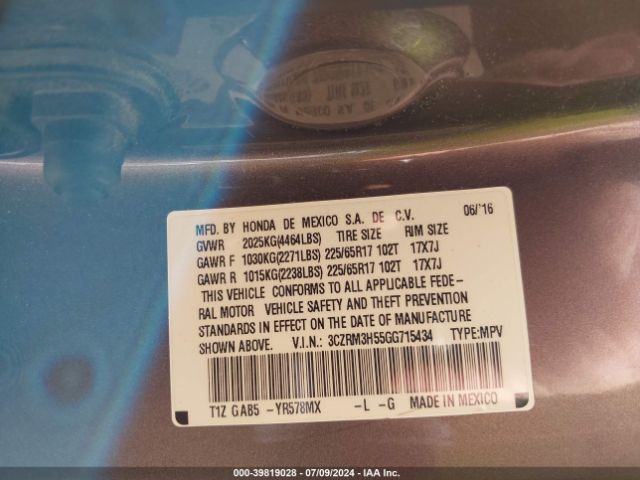 MFD. BY HONDA DE MEXICO S.A. DE C.V. 06/'16
GVWR 2025KG(4464LBS) TIRE SIZE RIM SIZE
GAWR F 1030KG(2271LBS) 225/65R17 102T 17X7J
GAWR R 1015KG(2238LBS) 225/65R17 102T 17X7J
THIS VEHICLE CONFORMS TO ALL APPLICABLE FEDE-
RAL MOTOR VEHICLE SAFETY AND THEFT PREVENTION
STANDARDS IN EFFECT ON THE DATE OF MANUFACTURE
SHOWN ABOVE. V.I.N.: 3CZRM3H55GG715434 TYPE:MPV
T1Z GAB5 -YR578MX -L -G MADE IN MEXICO
000-39819028 - 07/09/2024 - IAA Inc.